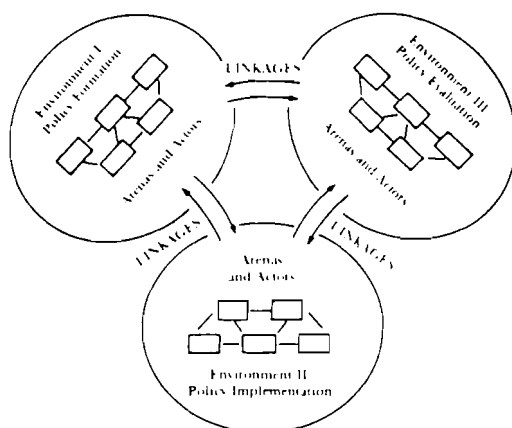 Environment I
Policy Formation
Arenas and Actors
LINKAGES
Environment III
Policy Evaluation
Arenas and Actors
LINKAGES
LINKAGES
Arenas
and Actors
Environment II
Policy Implementation